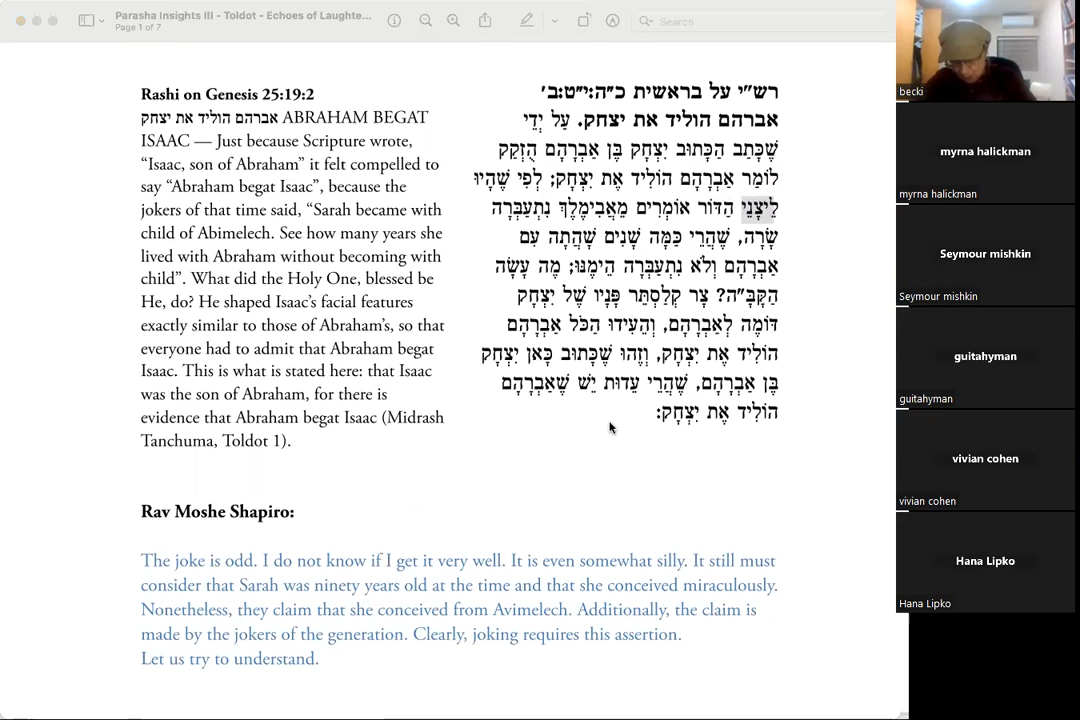 Parasha Insights III - Toldot - Echoes of Laughte...
Page 1 of 7
Search
Rashi on Genesis 25:19:2
אברהם הוליד את יצחק ABRAHAM BEGAT
ISAAC — Just because Scripture wrote,
“Isaac, son of Abraham” it felt compelled to
say “Abraham begat Isaac”, because the
jokers of that time said, “Sarah became with
child of Abimelech. See how many years she
lived with Abraham without becoming with
child”. What did the Holy One, blessed be
He, do? He shaped Isaac’s facial features
exactly similar to those of Abraham’s, so that
everyone had to admit that Abraham begat
Isaac. This is what is stated here: that Isaac
was the son of Abraham, for there is
evidence that Abraham begat Isaac (Midrash
Tanchuma, Toldot 1).
רש״י על בראשית כ״ה:י״ט:ב׳
אברהם הוליד את יצחק. עַל יְדֵי
שֶׁכָּתַב הַכָּתוּב יִצְחָק בֶּן אַבְרָהָם הֻזְקַק
לוֹמַר אַבְרָהָם הוֹלִיד אֶת יִצְחָק; לְפִי שֶׁהָיוּ
לֵיצָנֵי הַדּוֹר אוֹמְרִים מֵאֲבִימֶלֶךְ נִתְעַבְּרָה
שָׂרָה, שֶׁהֲרֵי כַּמָּה שָׁנִים שָׁהֲתָה עִם
אַבְרָהָם וְלֹא נִתְעַבְּרָה הֵימֶנּוּ; מֶה עָשָׂה
הַקָּבָּ״ה? צָר קְלַסְתֵּר פָּנָיו שֶׁל יִצְחָק
דּוֹמֶה לְאַבְרָהָם, וְהֵעִידוּ הַכֹּל אַבְרָהָם
הוֹלִיד אֶת יִצְחָק, וְזֶהוּ שֶׁכָּתוּב כָּאן יִצְחָק
בֶּן אַבְרָהָם, שֶׁהֲרֵי עֵדוּת יֵשׁ שֶׁאַבְרָהָם
הוֹלִיד אֶת יִצְחָק:
Rav Moshe Shapiro:
The joke is odd. I do not know if I get it very well. It is even somewhat silly. It still must
consider that Sarah was ninety years old at the time and that she conceived miraculously.
Nonetheless, they claim that she conceived from Avimelech. Additionally, the claim is
made by the jokers of the generation. Clearly, joking requires this assertion.
Let us try to understand.
becki
myrna halickman
myrna halickman
Seymour mishkin
Seymour mishkin
guitahyman
guitahyman
vivian cohen
vivian cohen
Hana Lipko
Hana Lipko